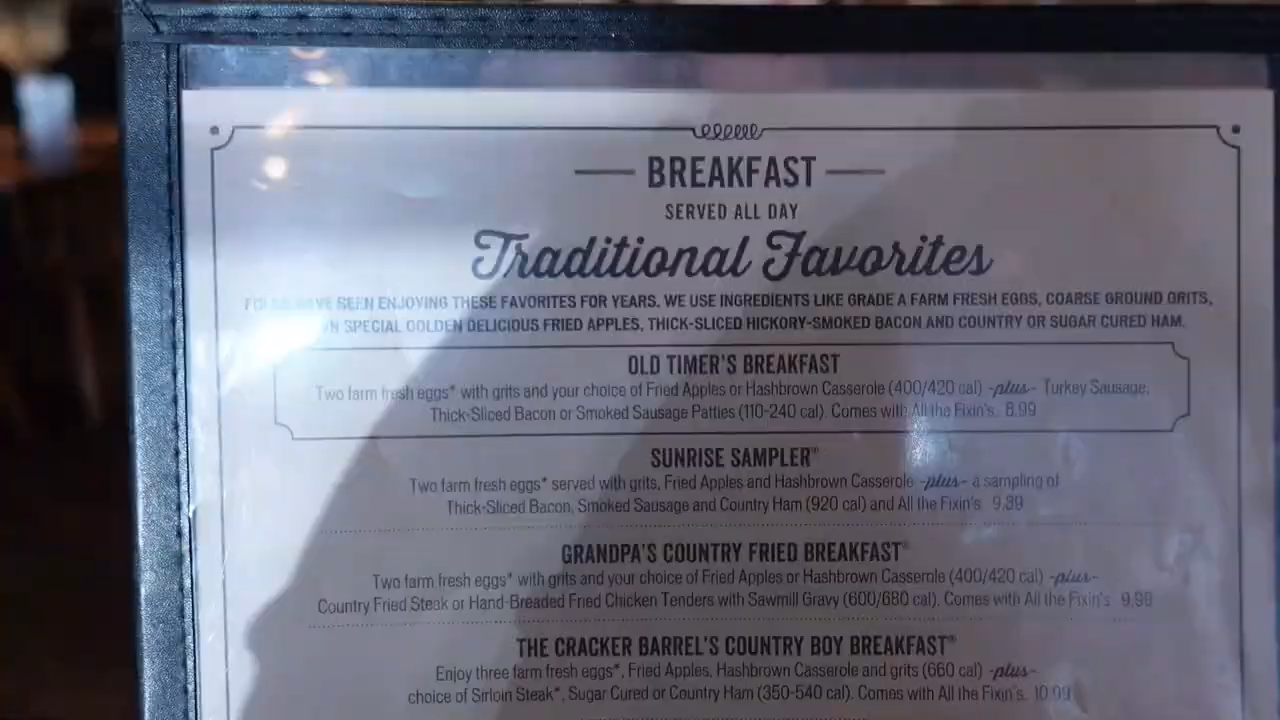 BREAKFAST
SERVED ALL DAY
Traditional Favorites
BEEN ENJOYING THESE FAVORITES FOR YEARS. WE USE INGREDIENTS LIKE GRADE A FARM FRESH EGGS, COARSE GROUND GRITS,
SPECIAL GOLDEN DELICIOUS FRIED APPLES, THICK-SLICED HICKORY-SMOKED BACON AND COUNTRY OR SUGAR CURED HAM.
OLD TIMER'S BREAKFAST
Two farm fresh eggs* with grits and your choice of Fried Apples or Hashbrown Casserole (400/420 cal) -plus- Turkey Sausage,
Thick-Sliced Bacon or Smoked Sausage Patties (110-240 cal). Comes with All the Fixin's.
SUNRISE SAMPLER®
Two farm fresh eggs* served with grits, Fried Apples and Hashbrown Casserole -plus- a sampling of
Thick-Sliced Bacon, Smoked Sausage and Country Ham (920 cal) and All the Fixin's.
GRANDPA'S COUNTRY FRIED BREAKFAST®
Two farm fresh eggs* with grits and your choice of Fried Apples or Hashbrown Casserole (400/420 cal) -plus-
Country Fried Steak or Hand-Breaded Fried Chicken Tenders with Sawmill Gravy (600/680 cal). Comes with All the Fixin's.
THE CRACKER BARREL'S COUNTRY BOY BREAKFAST®
Enjoy three farm fresh eggs*, Fried Apples, Hashbrown Casserole and grits (660 cal) -plus-
choice of Sirloin Steak*, Sugar Cured or Country Ham (350-540 cal). Comes with All the Fixin's. 10.99